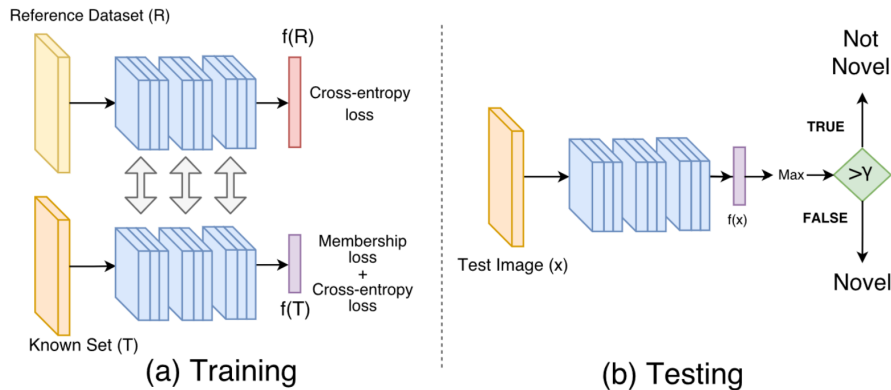 Reference Dataset (R)
f(R)
Cross-entropy
loss
Known Set (T)
f(T)
Membership
loss
+
Cross-entropy
loss
(a) Training
Test Image (x)
f(x)
Max
>γ
TRUE
Not
Novel
FALSE
Novel
(b) Testing